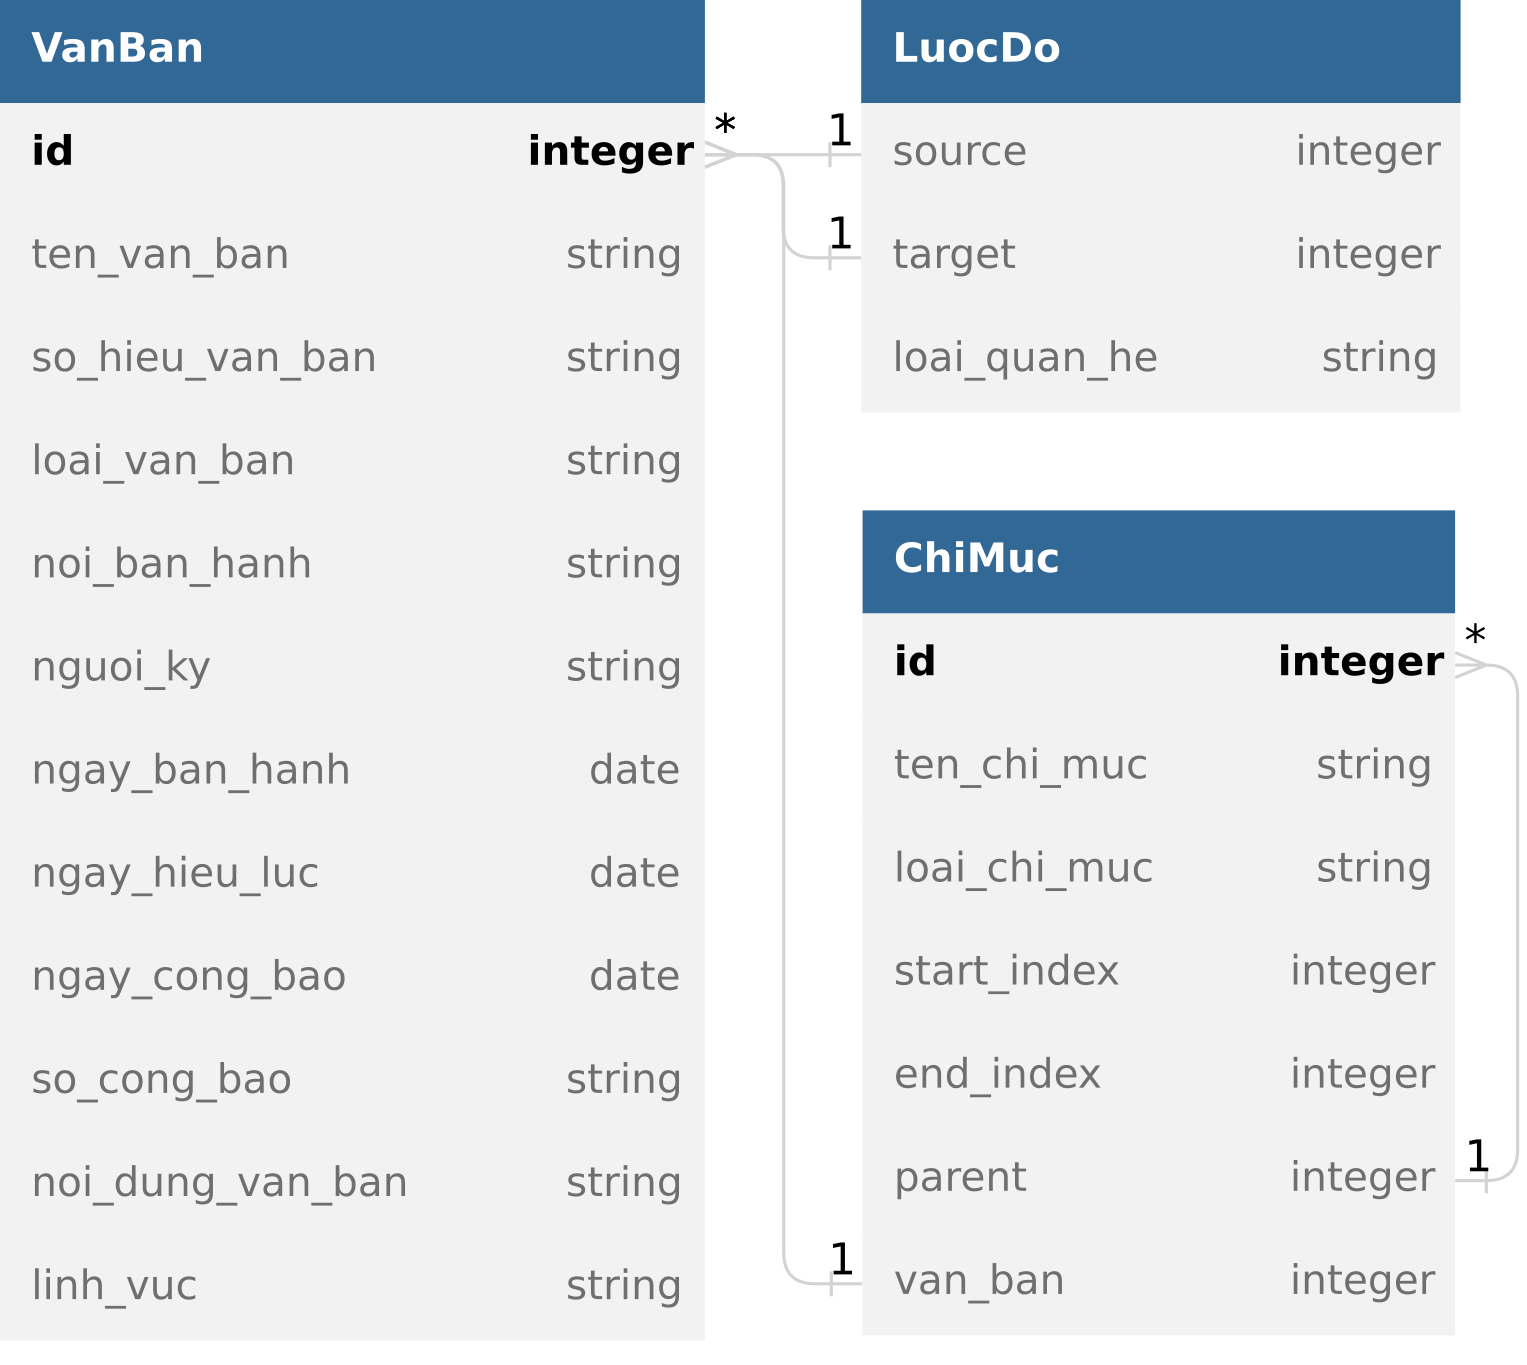 VanBan
id integer
ten_van_ban string
so_hieu_van_ban string
loai_van_ban string
noi_ban_hanh string
nguoi_ky string
ngay_ban_hanh date
ngay_hieu_luc date
ngay_cong_bao date
so_cong_bao string
noi_dung_van_ban string
linh_vuc string
* 1
1
1
LuocDo
source integer
target integer
loai_quan_he string
ChiMuc
id integer
ten_chi_muc string
loai_chi_muc string
start_index integer
end_index integer
parent integer
van_ban integer
*
1